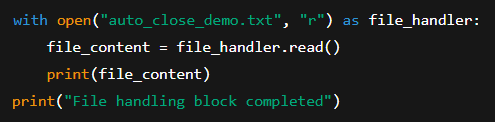 with open("auto_close_demo.txt", "r") as file_handler:
    file_content = file_handler.read()
    print(file_content)
print("File handling block completed")